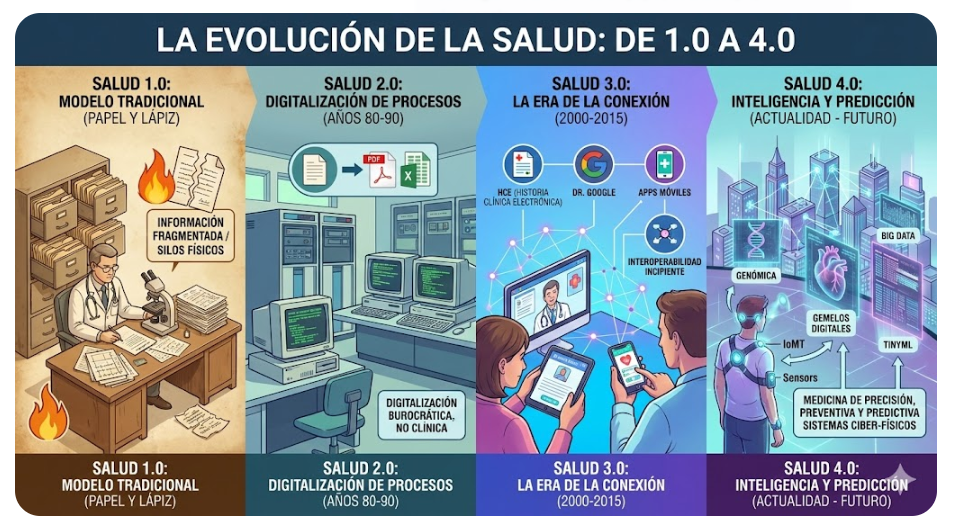 LA EVOLUCIÓN DE LA SALUD: DE 1.0 A 4.0
SALUD 1.0:
MODELO TRADICIONAL
(PAPEL Y LÁPIZ)
INFORMACIÓN
FRAGMENTADA /
SILOS FÍSICOS
SALUD 1.0:
MODELO TRADICIONAL
(PAPEL Y LÁPIZ)
SALUD 2.0:
DIGITALIZACIÓN DE PROCESOS
(AÑOS 80-90)
PDF
DIGITALIZACIÓN
BUROCRÁTICA,
NO CLÍNICA
SALUD 2.0:
DIGITALIZACIÓN DE PROCESOS
(AÑOS 80-90)
SALUD 3.0:
LA ERA DE LA CONEXIÓN
(2000-2015)
HCE (HISTORIA
CLÍNICA ELECTRÓNICA)
DR. GOOGLE
APPS MÓVILES
INTEROPERABILIDAD
INCIPIENTE
SALUD 3.0:
LA ERA DE LA CONEXIÓN
(2000-2015)
SALUD 4.0:
INTELIGENCIA Y PREDICCIÓN
(ACTUALIDAD - FUTURO)
BIG DATA
GENÓMICA
GEMELOS
DIGITALES
IoMT
TINYML
Sensors
MEDICINA DE PRECISIÓN,
PREVENTIVA Y PREDICTIVA
SISTEMAS CIBER-FÍSICOS
SALUD 4.0:
INTELIGENCIA Y PREDICCIÓN
(ACTUALIDAD - FUTURO)